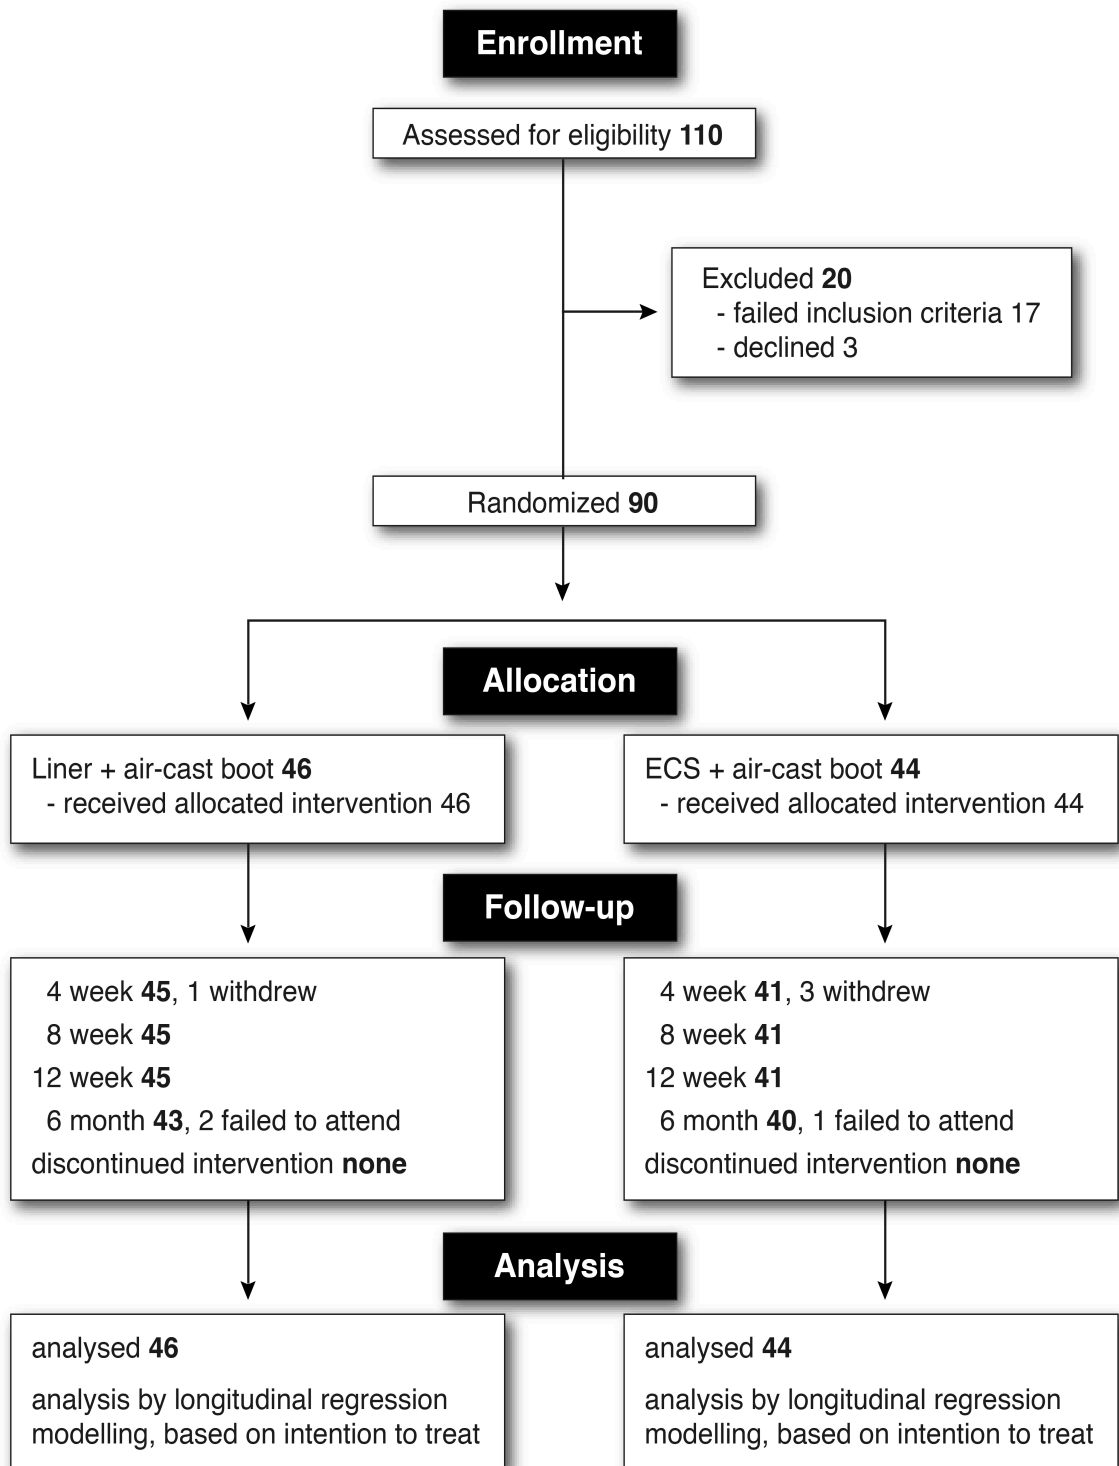 Enrollment
Assessed for eligibility 110
Excluded 20
- failed inclusion criteria 17
- declined 3
Randomized 90
Allocation
Liner + air-cast boot 46
- received allocated intervention 46
ECS + air-cast boot 44
- received allocated intervention 44
Follow-up
4 week 45, 1 withdrew
8 week 45
12 week 45
6 month 43, 2 failed to attend
discontinued intervention none
4 week 41, 3 withdrew
8 week 41
12 week 41
6 month 40, 1 failed to attend
discontinued intervention none
Analysis
analysed 46
analysis by longitudinal regression
modelling, based on intention to treat
analysed 44
analysis by longitudinal regression
modelling, based on intention to treat